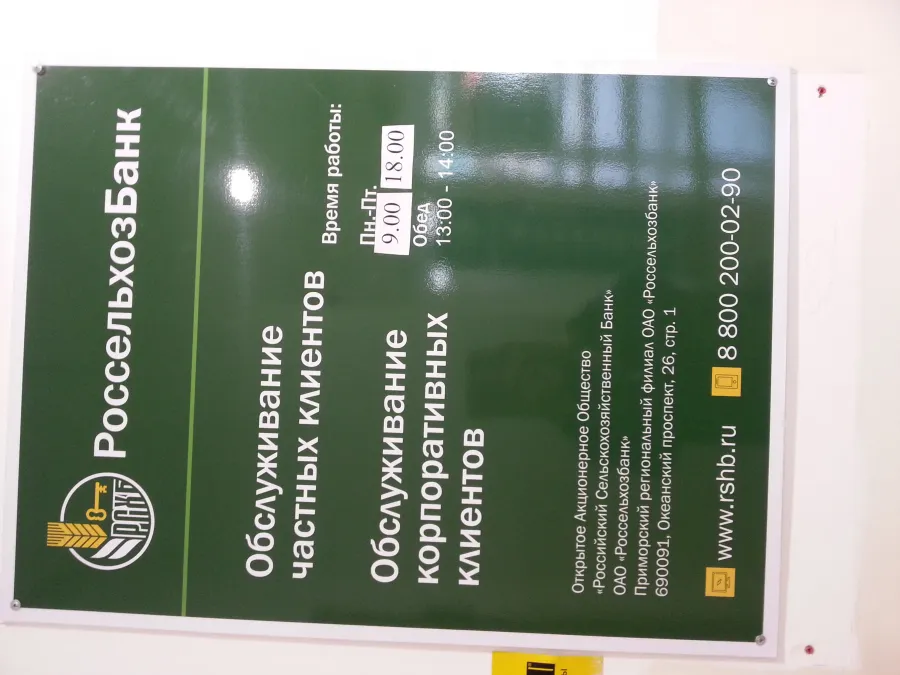 РСХБ
РоссельхозБанк
Обслуживание
частных клиентов
Время работы:
Пн.-Пт.
9.00 18.00
Обед
13:00 - 14:00
Обслуживание
корпоративных
клиентов
Открытое Акционерное Общество
«Российский Сельскохозяйственный Банк»
ОАО «Россельхозбанк»
Приморский региональный филиал ОАО «Россельхозбанк»
690091, Океанский проспект, 26, стр. 1
www.rshb.ru 8 800 200-02-90